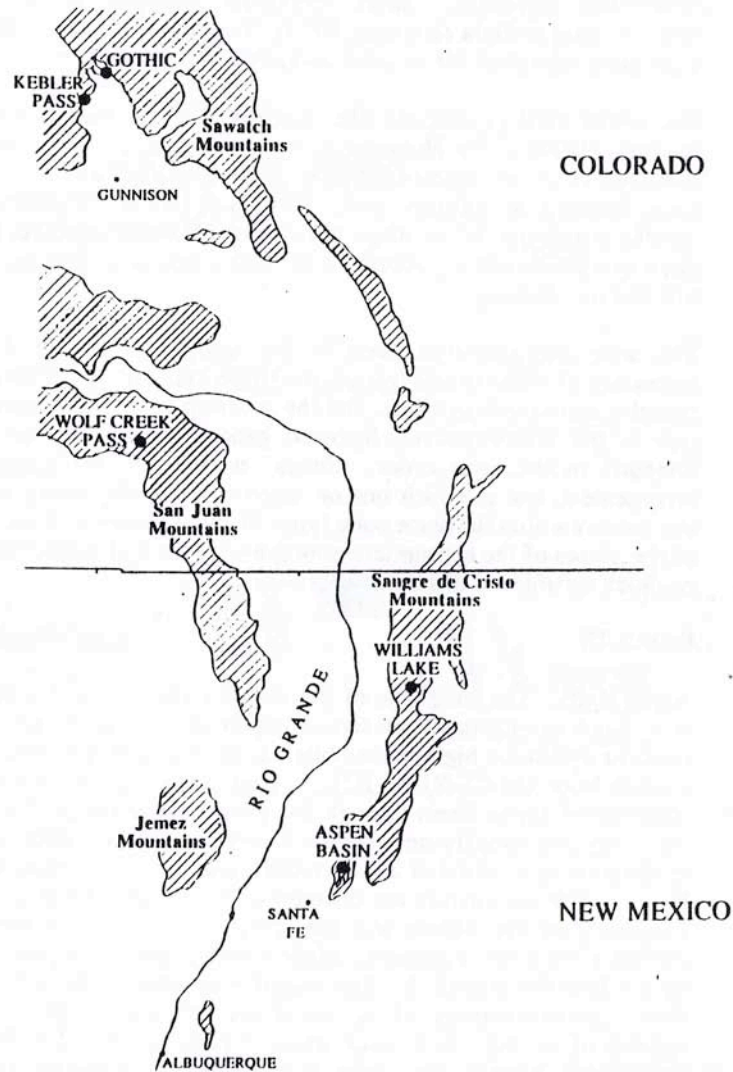 GOTHIC
KEBLER
PASS
Sawatch
Mountains
COLORADO
GUNNISON
WOLF CREEK
PASS
San Juan
Mountains
Sangre de Cristo
Mountains
WILLIAMS
LAKE
RIO GRANDE
Jemez
Mountains
ASPEN
BASIN
SANTA
FE
NEW MEXICO
ALBUQUERQUE